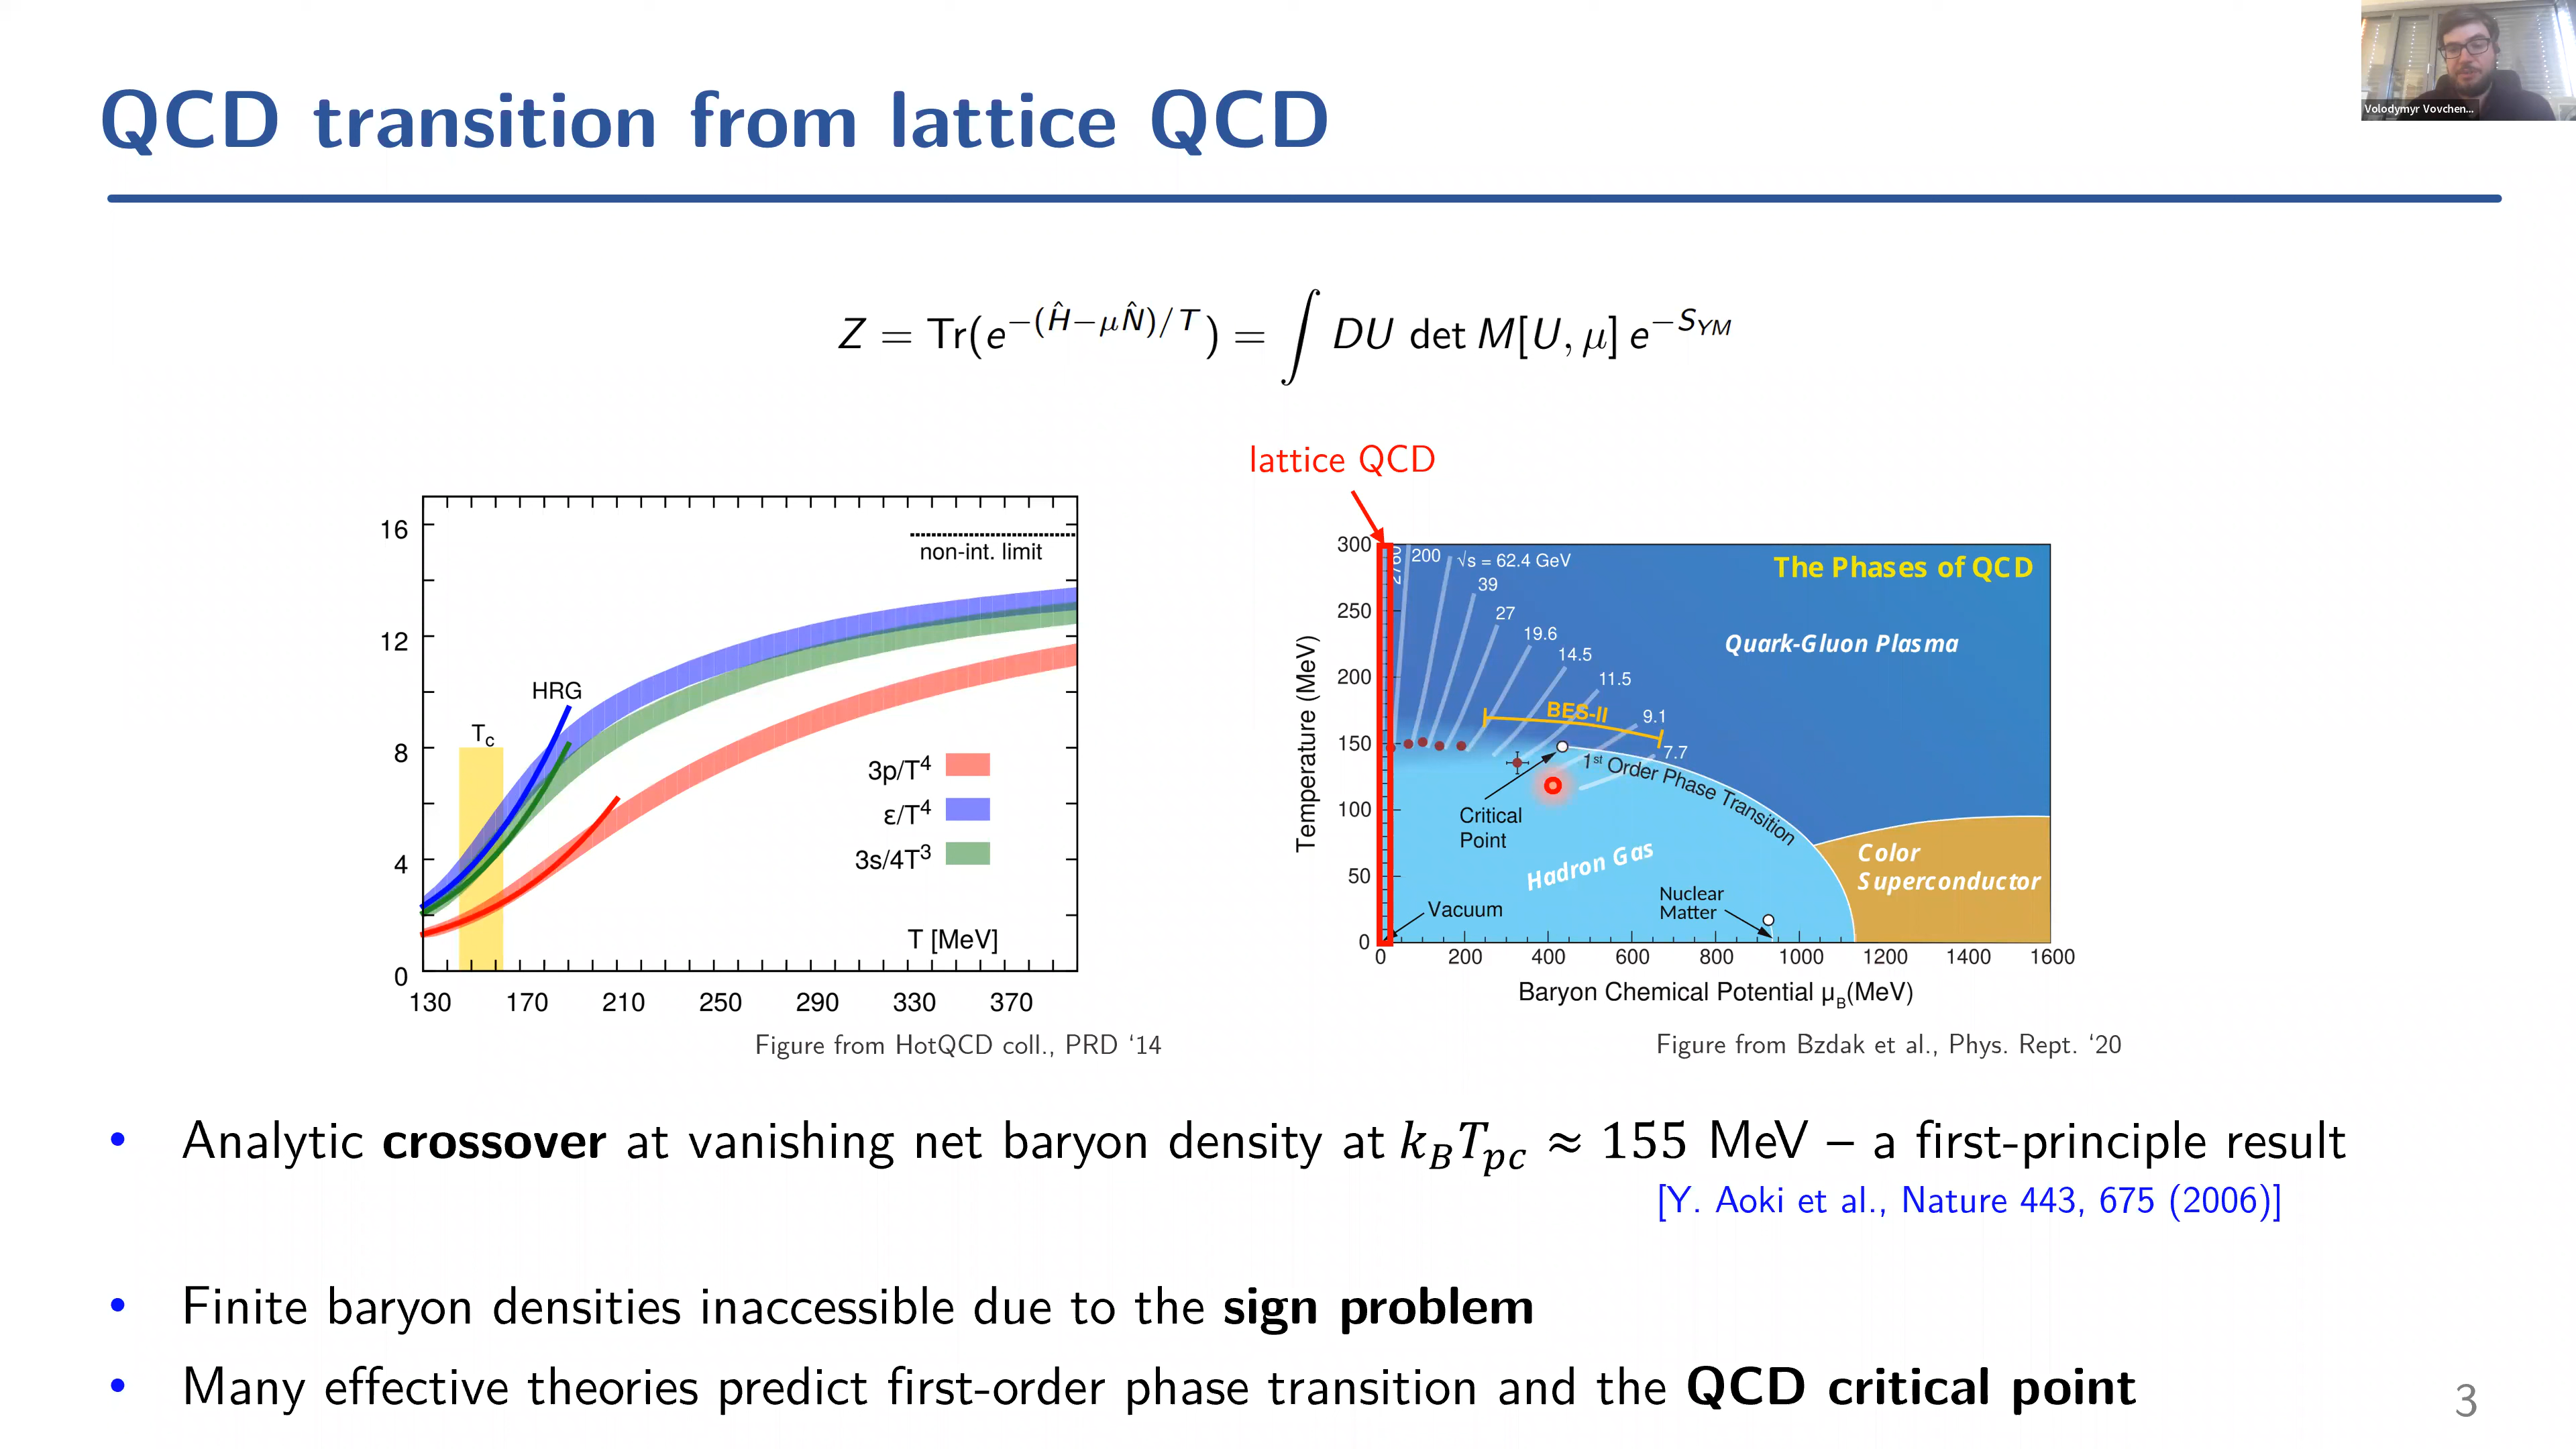 QCD transition from lattice QCD
Volodymyr Vovchen...
Z = Tr(e^{−(Ĥ−μN̂)/T}) = ∫ DU det M[U, μ] e^{−S_{YM}}
lattice QCD
16
12
8
4
0
non-int. limit
HRG
T_c
3p/T⁴
ε/T⁴
3s/4T³
T [MeV]
130 170 210 250 290 330 370
Figure from HotQCD coll., PRD ‘14
Temperature (MeV)
300
250
200
150
100
50
0
2760
200
√s = 62.4 GeV
39
27
19.6
14.5
11.5
9.1
7.7
BES-II
The Phases of QCD
Quark-Gluon Plasma
1st Order Phase Transition
Critical
Point
Hadron Gas
Color
Superconductor
Nuclear
Matter
Vacuum
0 200 400 600 800 1000 1200 1400 1600
Baryon Chemical Potential μ_B(MeV)
Figure from Bzdak et al., Phys. Rept. ‘20
• Analytic crossover at vanishing net baryon density at k_B T_{pc} ≈ 155 MeV – a first-principle result
[Y. Aoki et al., Nature 443, 675 (2006)]
• Finite baryon densities inaccessible due to the sign problem
• Many effective theories predict first-order phase transition and the QCD critical point
3